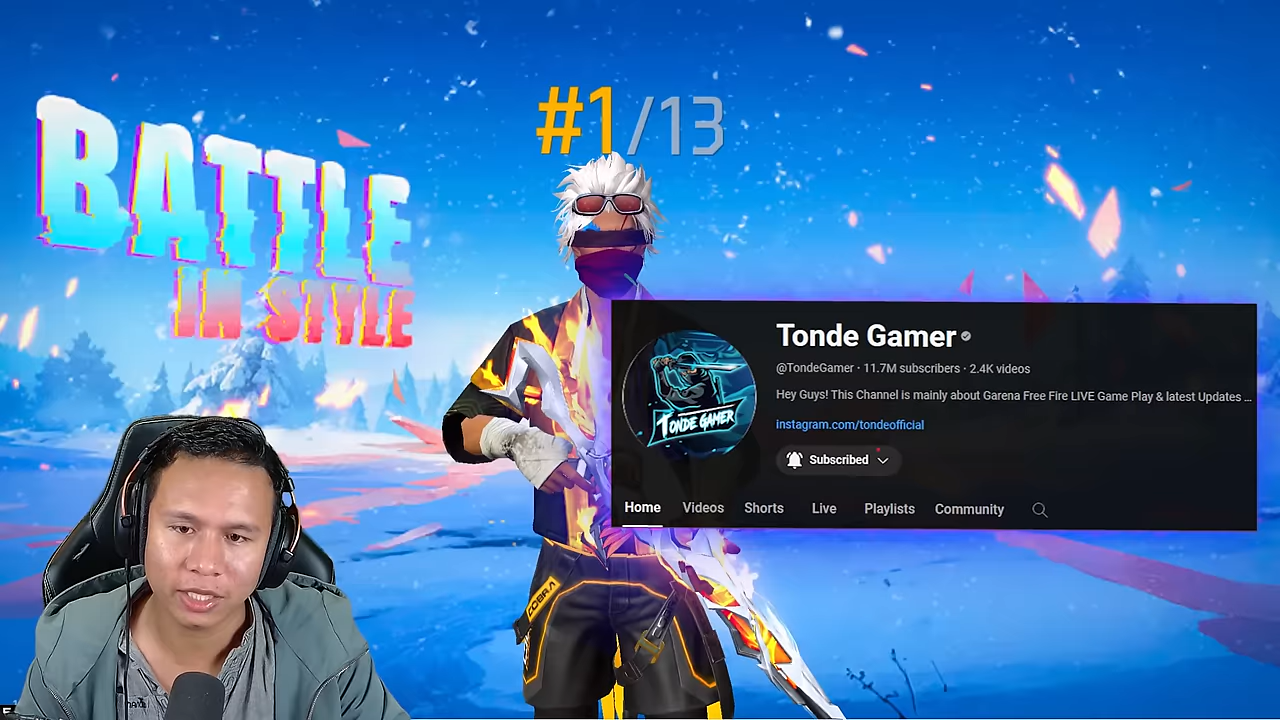 #1/13
BATTLE
IN STYLE
Tonde Gamer
@TondeGamer · 11.7M subscribers · 2.4K videos
Hey Guys! This Channel is mainly about Garena Free Fire LIVE Game Play & latest Updates ...
instagram.com/tondeofficial
Subscribed
TONDE GAMER
Home Videos Shorts Live Playlists Community
COBRA